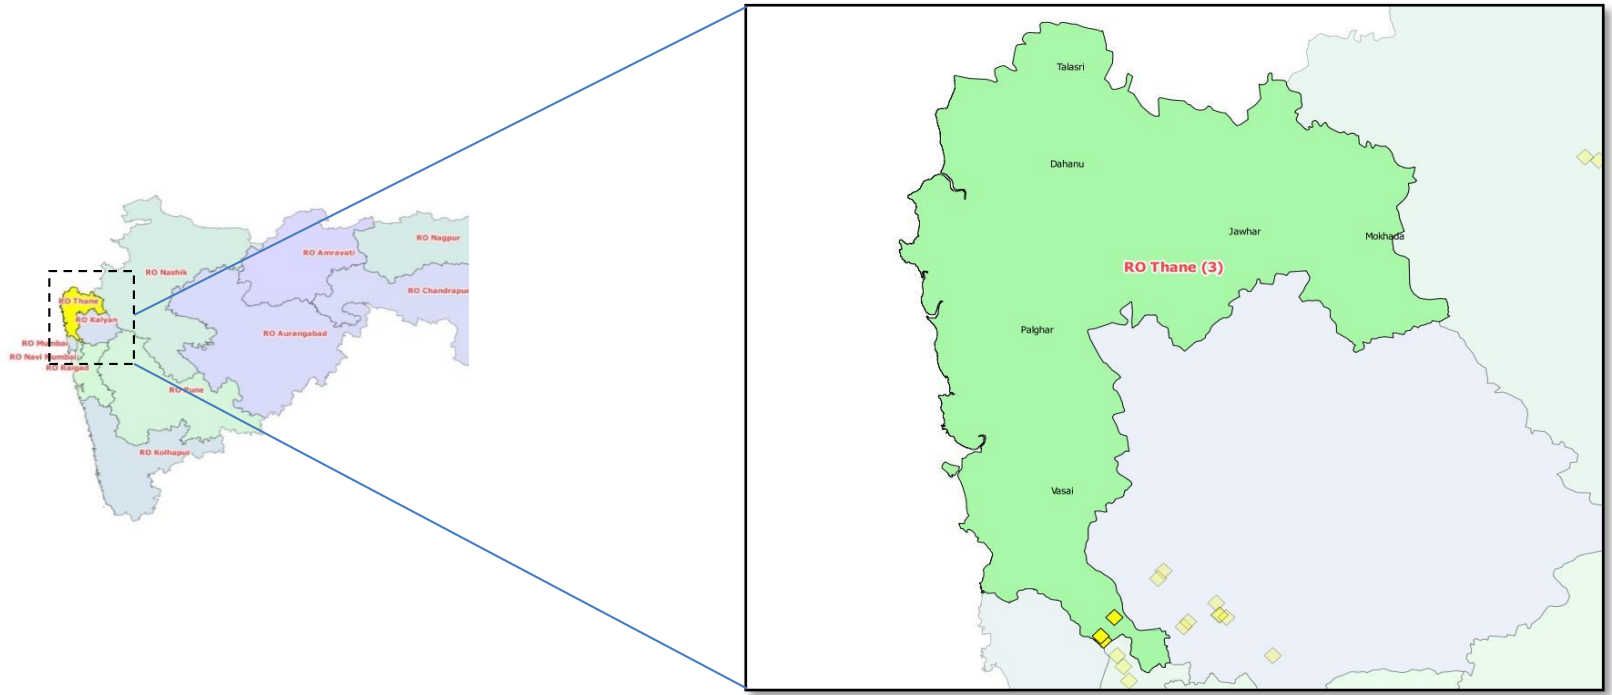 RO Nagpur
RO Amravati
RO Nashik
RO Chandrapur
RO Thane
RO Kalyan
RO Aurangabad
RO Mumbai
RO Navi Mumbai
RO Raigad
RO Pune
RO Kolhapur
Talasri
Dahanu
Jawhar
Mokhada
RO Thane (3)
Palghar
Vasai